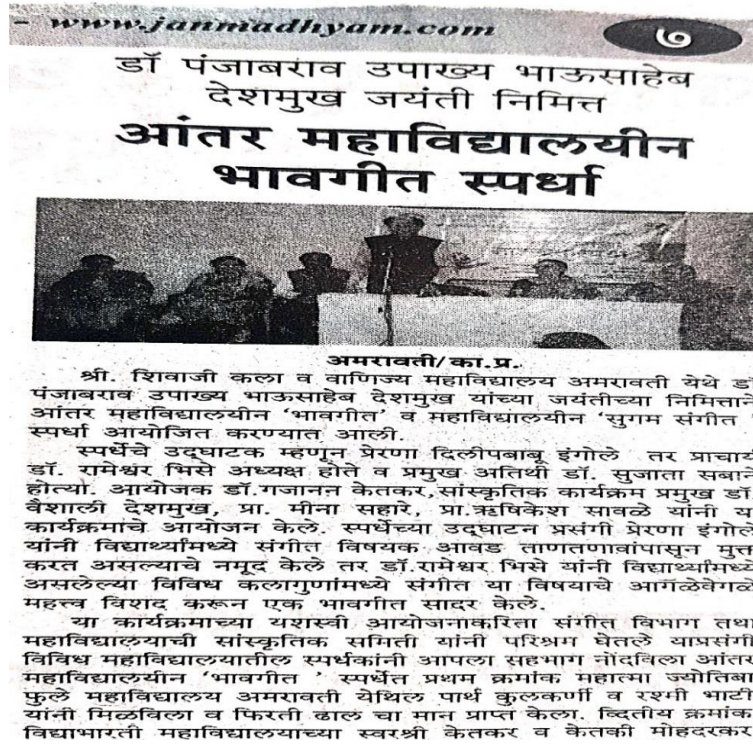 - www.janmadhyam.com
७
डॉ पंजाबराव उपाख्य भाऊसाहेब
देशमुख जयंती निमित्त
आंतर महाविद्यालयीन
भावगीत स्पर्धा
अमरावती/का.प्र.
श्री. शिवाजी कला व वाणिज्य महाविद्यालय अमरावती येथे डॉ
पंजाबराव उपाख्य भाऊसाहेब देशमुख यांच्या जयंतीच्या निमित्ताने
आंतर महाविद्यालयीन ‘भावगीत’ व महाविद्यालयीन ‘सुगम संगीत ’
स्पर्धा आयोजित करण्यात आली.
स्पर्धेचे उद्घाटक म्हणुन प्रेरणा दिलीपबाबू इंगोले तर प्राचार्य
डॉ. रामेश्वर भिसे अध्यक्ष होते व प्रमुख अतिथी डॉ. सुजाता सबाने
होत्या. आयोजक डॉ.गजानन केतकर,सांस्कृतिक कार्यक्रम प्रमुख डॉ.
वैशाली देशमुख, प्रा. मीना सहारे, प्रा.ऋषिकेश सावळे यांनी या
कार्यक्रमाचे आयोजन केले. स्पर्धेच्या उद्घाटन प्रसंगी प्रेरणा इंगोले
यांनी विद्यार्थ्यांमध्ये संगीत विषयक आवड ताणतणावांपासून मुक्त
करत असल्याचे नमूद केले तर डॉ.रामेश्वर भिसे यांनी विद्यार्थ्यांमध्ये
असलेल्या विविध कलागुणांमध्ये संगीत या विषयाचे आगळेवेगळे
महत्त्व विशद करून एक भावगीत सादर केले.
या कार्यक्रमाच्या यशस्वी आयोजनाकरिता संगीत विभाग तथा
महाविद्यालयाची सांस्कृतिक समिती यांनी परिश्रम घेतले याप्रसंगी
विविध महाविद्यालयातील स्पर्धकांनी आपला सहभाग नोंदविला आंतर
महाविद्यालयीन ‘भावगीत ’ स्पर्धेत प्रथम क्रमांक महात्मा ज्योतिबा
फुले महाविद्यालय अमरावती येथिल पार्थ कुलकर्णी व रश्मी भाटी
यांनी मिळविला व फिरती ढाल चा मान प्राप्त केला. व्दितीय क्रमांक
विद्याभारती महाविद्यालयाच्या स्वरश्री केतकर व केतकी मोहदरकर